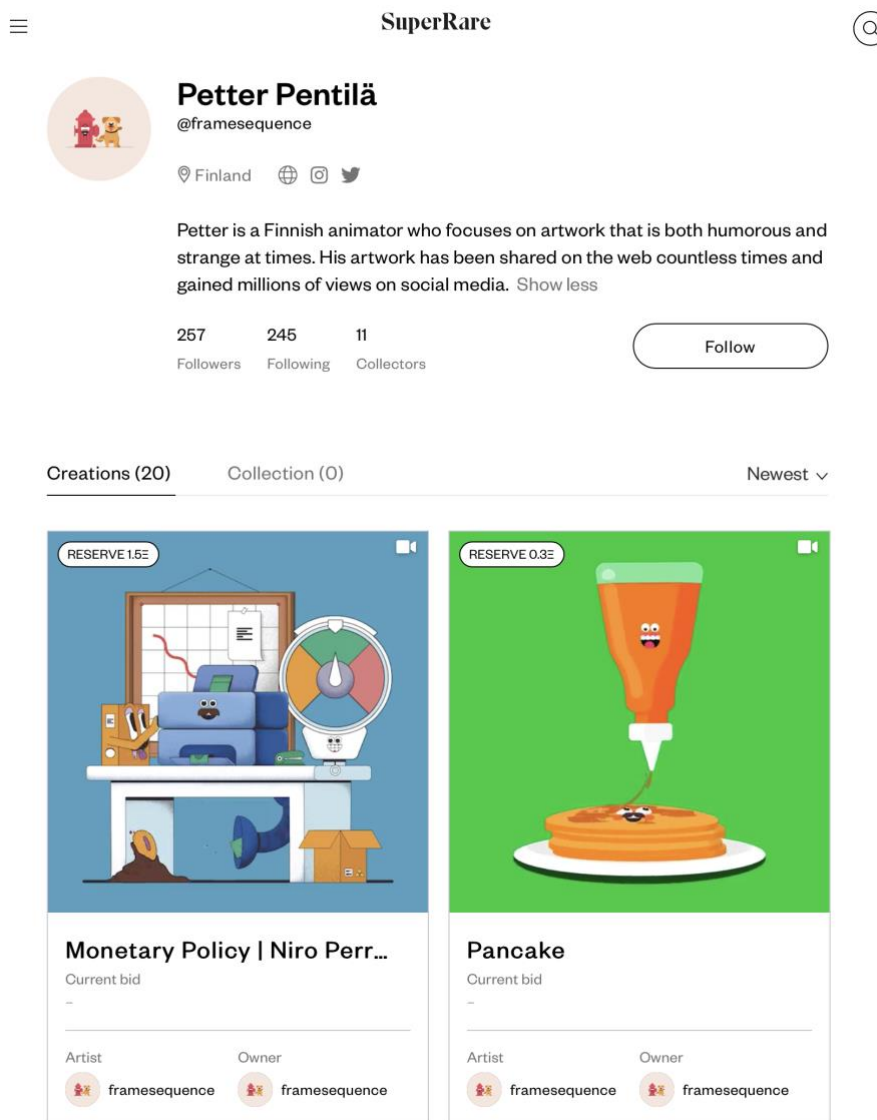 SuperRare
Petter Pentilä
@framesequence
Finland
Petter is a Finnish animator who focuses on artwork that is both humorous and
strange at times. His artwork has been shared on the web countless times and
gained millions of views on social media. Show less
257 245 11
Followers Following Collectors
Follow
Creations (20) Collection (0) Newest
RESERVE 1.5Ξ RESERVE 0.3Ξ
Monetary Policy | Niro Perr... Pancake
Current bid Current bid
– –
Artist Owner Artist Owner
framesequence framesequence framesequence framesequence